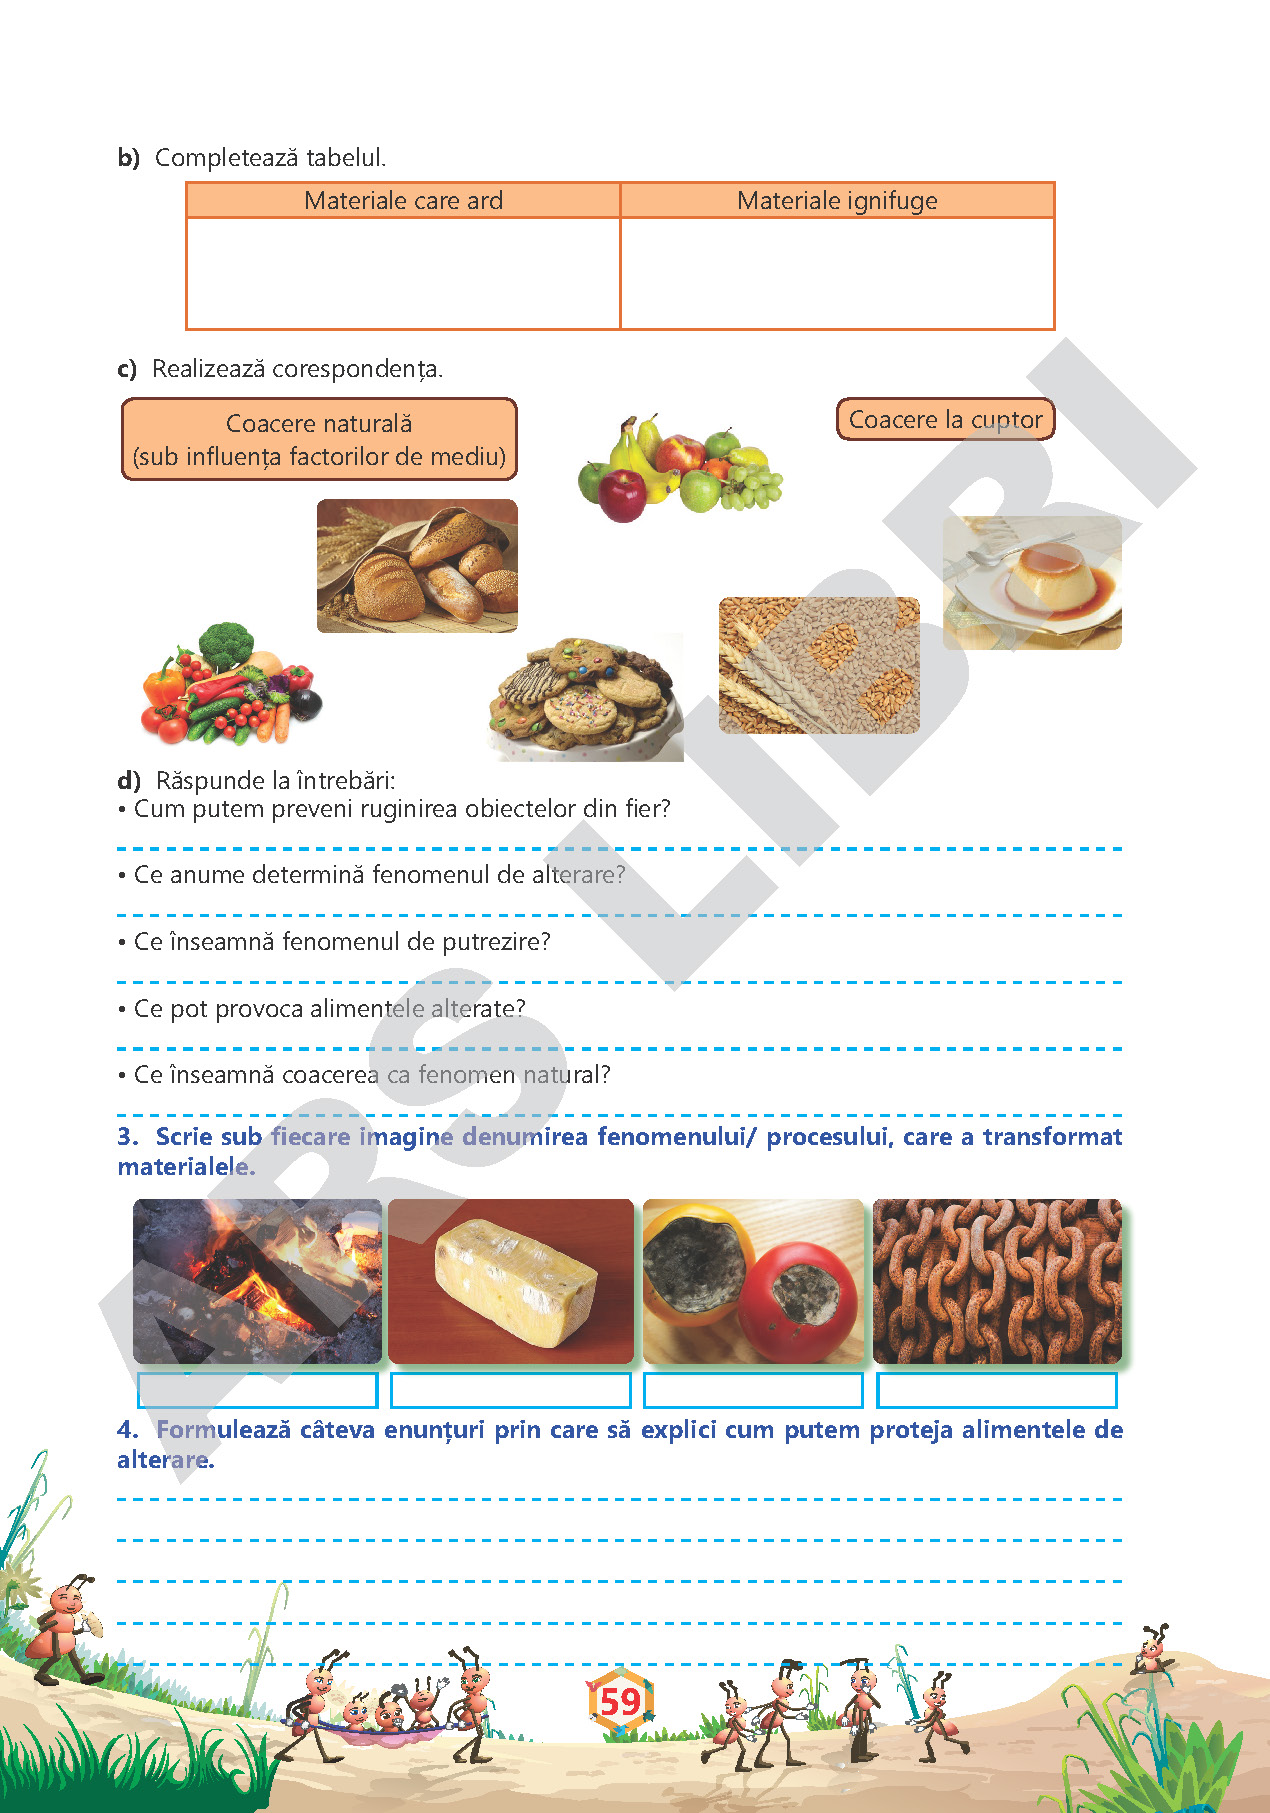 b) Completează tabelul.
Materiale care ard
Materiale ignifuge
c) Realizează corespondența.
Coacere naturală
(sub influența factorilor de mediu)
Coacere la cuptor
d) Răspunde la întrebări:
• Cum putem preveni ruginirea obiectelor din fier?
• Ce anume determină fenomenul de alterare?
• Ce înseamnă fenomenul de putrezire?
• Ce pot provoca alimentele alterate?
• Ce înseamnă coacerea ca fenomen natural?
3. Scrie sub fiecare imagine denumirea fenomenului/ procesului, care a transformat
materialele.
4. Formulează câteva enunțuri prin care să explici cum putem proteja alimentele de
alterare.
59
ARS LIBRI